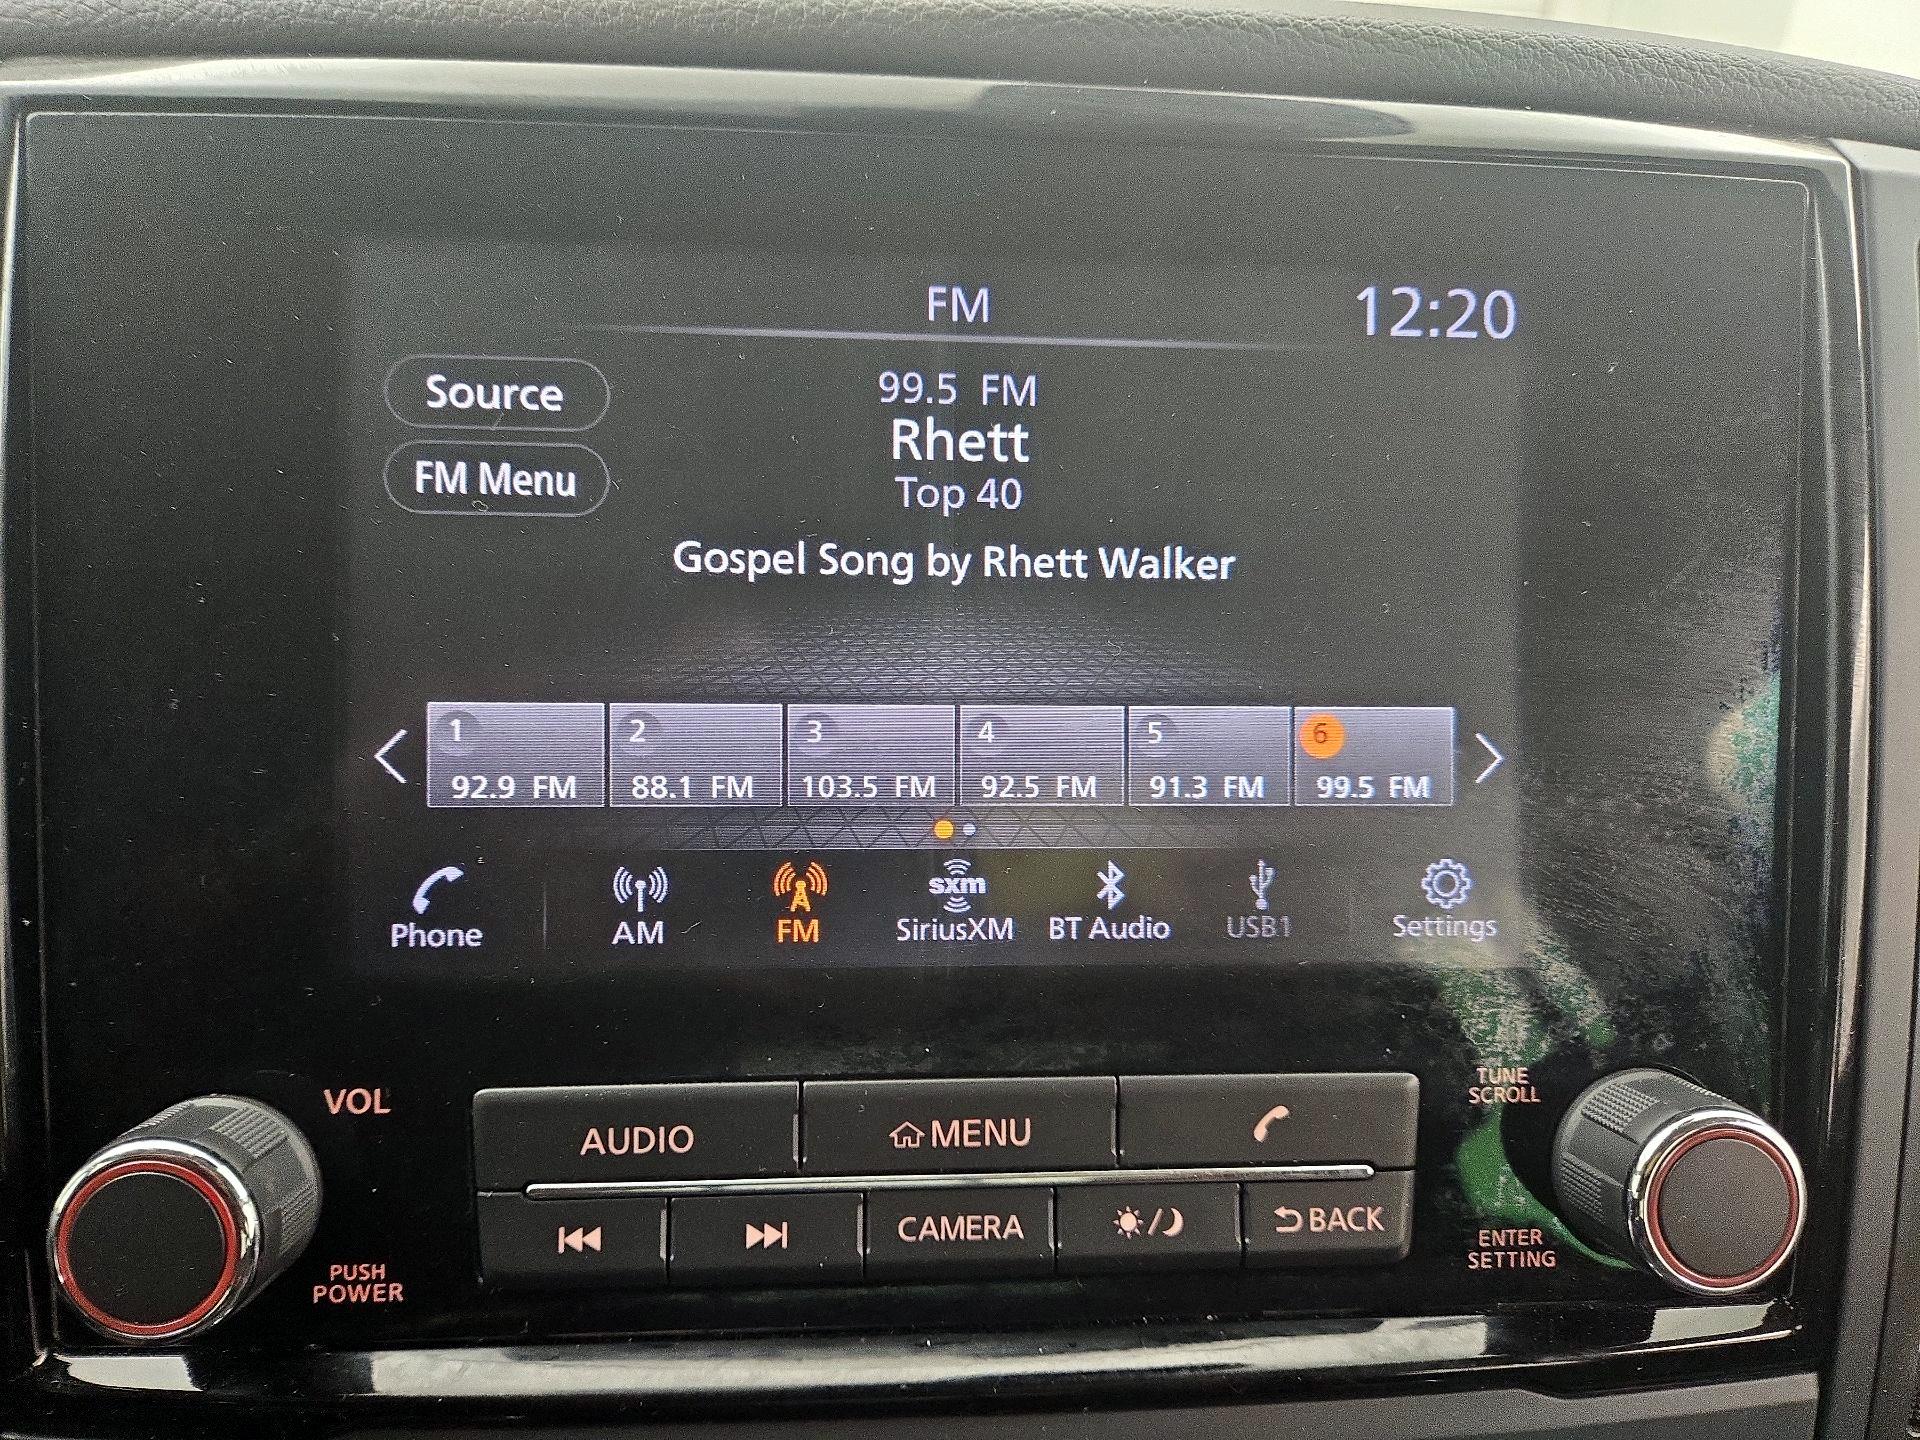 FM
12:20
Source
99.5 FM
Rhett
FM Menu
Top 40
Gospel Song by Rhett Walker
1 2 3 4 5 6
92.9 FM 88.1 FM 103.5 FM 92.5 FM 91.3 FM 99.5 FM
sxm
Phone AM FM SiriusXM BT Audio USB1 Settings
VOL
TUNE
SCROLL
AUDIO MENU
CAMERA BACK
PUSH
POWER
ENTER
SETTING